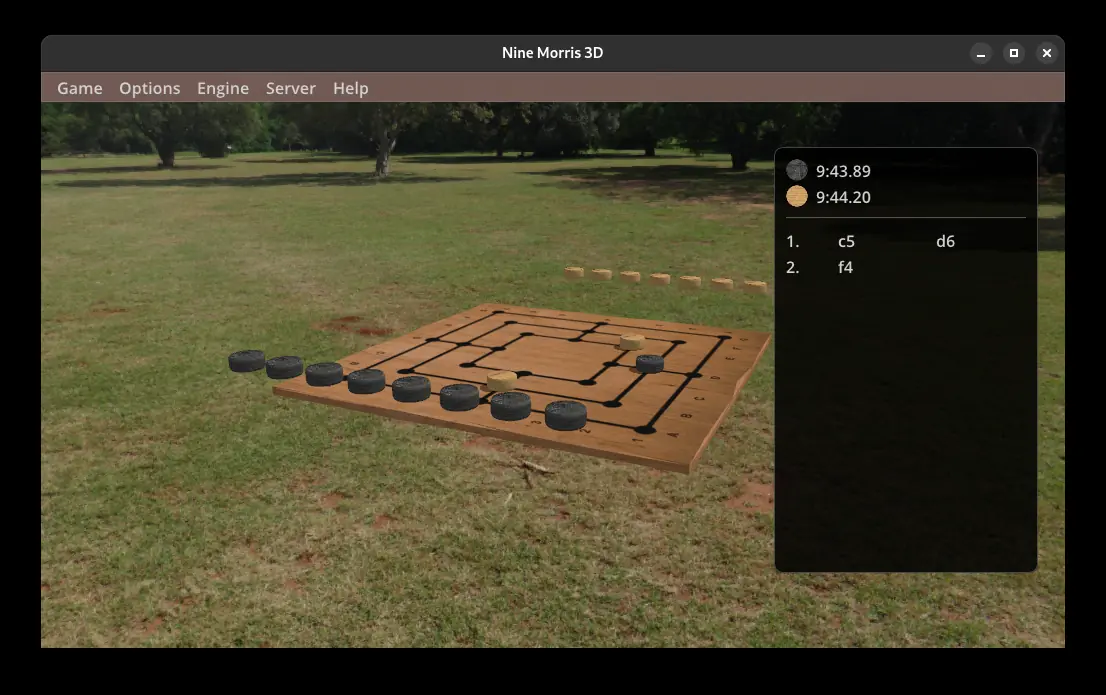 Nine Morris 3D
Game Options Engine Server Help
9:43.89
9:44.20
1. c5 d6
2. f4